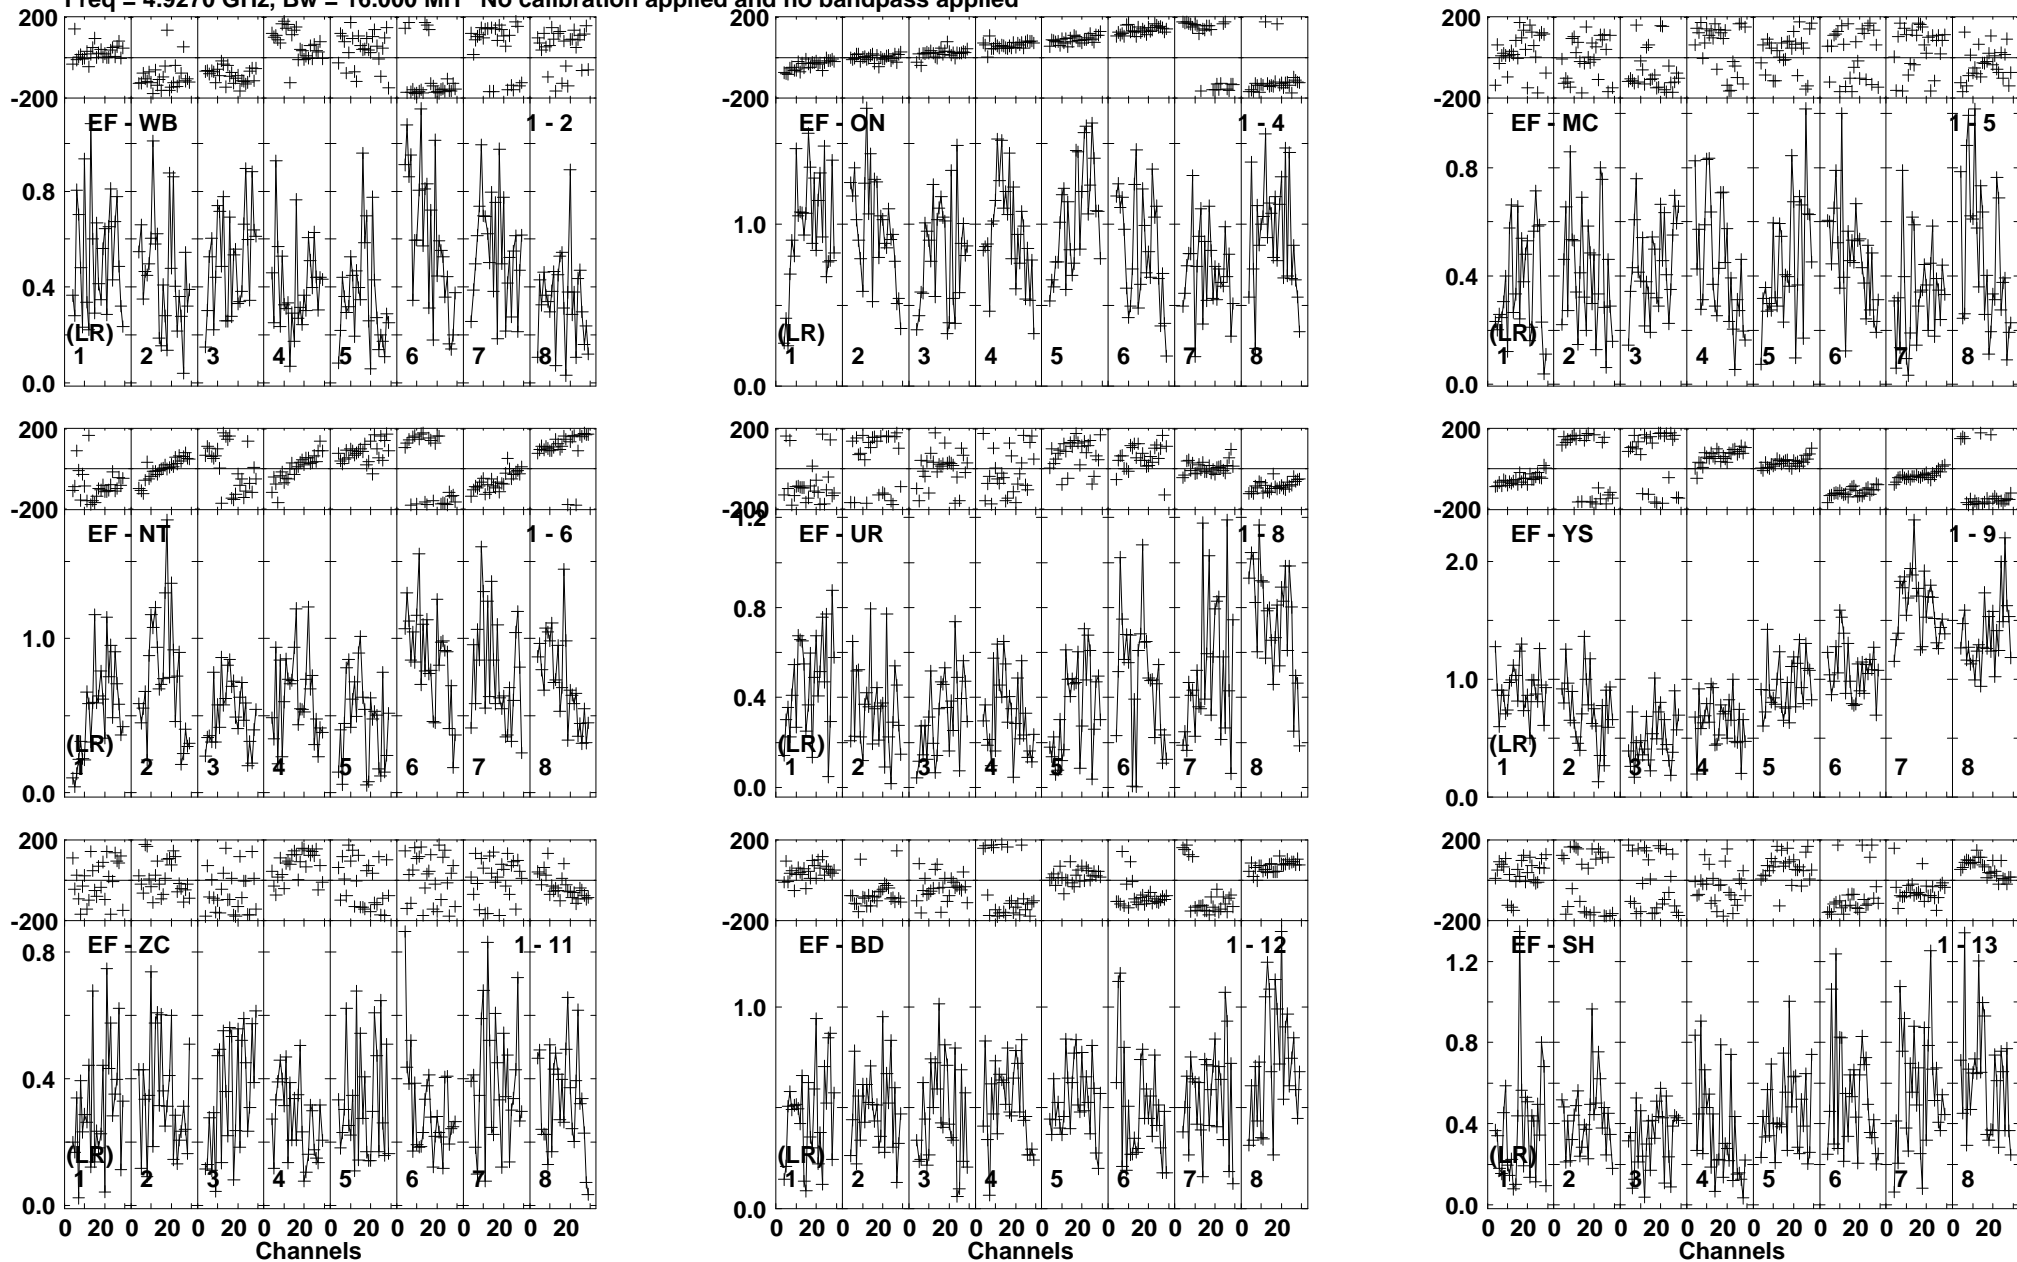 Freq = 4.9270 GHz, Bw = 16.000 MH No calibration applied and no bandpass applied
200 200 200
-200 -200 -200
EF - WB 1 - 2 EF - ON 1 - 4 EF - MC 1 - 5
0.8 1.0 0.8
0.4 0.4
(LR) (LR) (LR)
1 2 3 4 5 6 7 8 1 2 3 4 5 6 7 8 1 2 3 4 5 6 7 8
0.0 0.0 0.0
200 200 200
-200 -200 -200
EF - NT 1 - 6 1.2 EF - UR 1 - 8 EF - YS 1 - 9
1.0 0.8 2.0
0.4 1.0
(LR) (LR) (LR)
1 2 3 4 5 6 7 8 1 2 3 4 5 6 7 8 1 2 3 4 5 6 7 8
0.0 0.0 0.0
200 200 200
-200 -200 -200
EF - ZC 1 - 11 EF - BD 1 - 12 EF - SH 1 - 13
0.8 1.0 1.2
0.4 0.8
0.4
(LR) (LR) (LR)
1 2 3 4 5 6 7 8 1 2 3 4 5 6 7 8 1 2 3 4 5 6 7 8
0.0 0.0 0.0
0 20 0 20 0 20 0 20 0 20 0 20 0 20 0 20 0 20 0 20 0 20 0 20 0 20 0 20 0 20 0 20 0 20 0 20 0 20 0 20 0 20 0 20 0 20 0 20
Channels Channels Channels